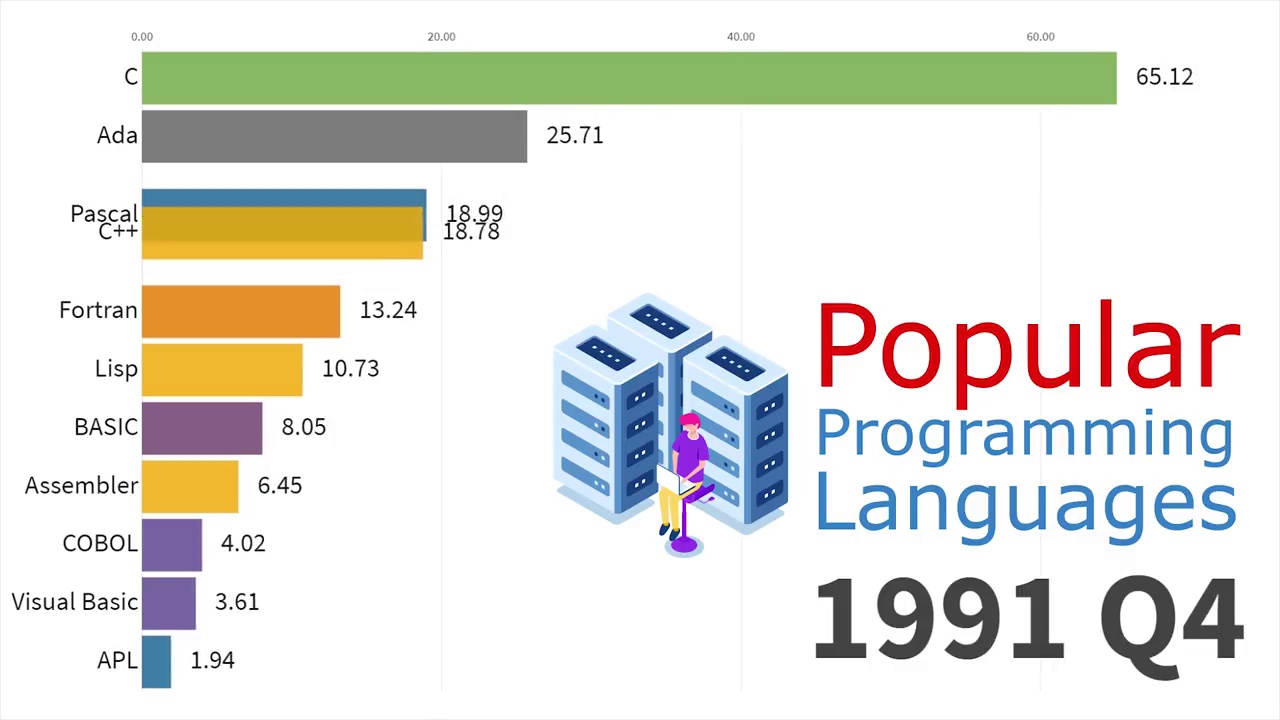 0.00 20.00 40.00 60.00
C 65.12
Ada 25.71
Pascal 18.99
C++ 18.78
Fortran 13.24
Lisp 10.73
BASIC 8.05
Assembler 6.45
COBOL 4.02
Visual Basic 3.61
APL 1.94
Popular
Programming
Languages
1991 Q4